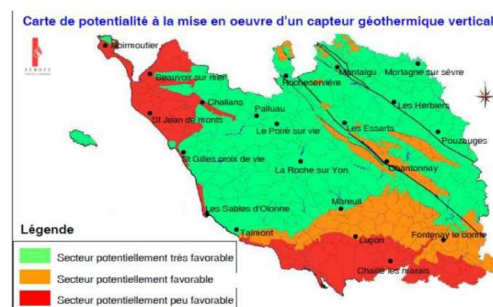 Carte de potentialité à la mise en oeuvre d'un capteur géothermique vertical
Noirmoutier
Beauvoir sur mer
Rocheservière
Montaigu
Mortagne sur sèvre
Challans
Palluau
Les Herbiers
St Jean de monts
Le Poiré sur vie
Les Essarts
Pouzauges
St Gilles croix de vie
La Roche sur Yon
Chantonnay
Mareuil
Les Sables d'Olonne
Talmont
Luçon
Fontenay le comte
Chaillé les marais
Légende
Secteur potentiellement très favorable
Secteur potentiellement favorable
Secteur potentiellement peu favorable